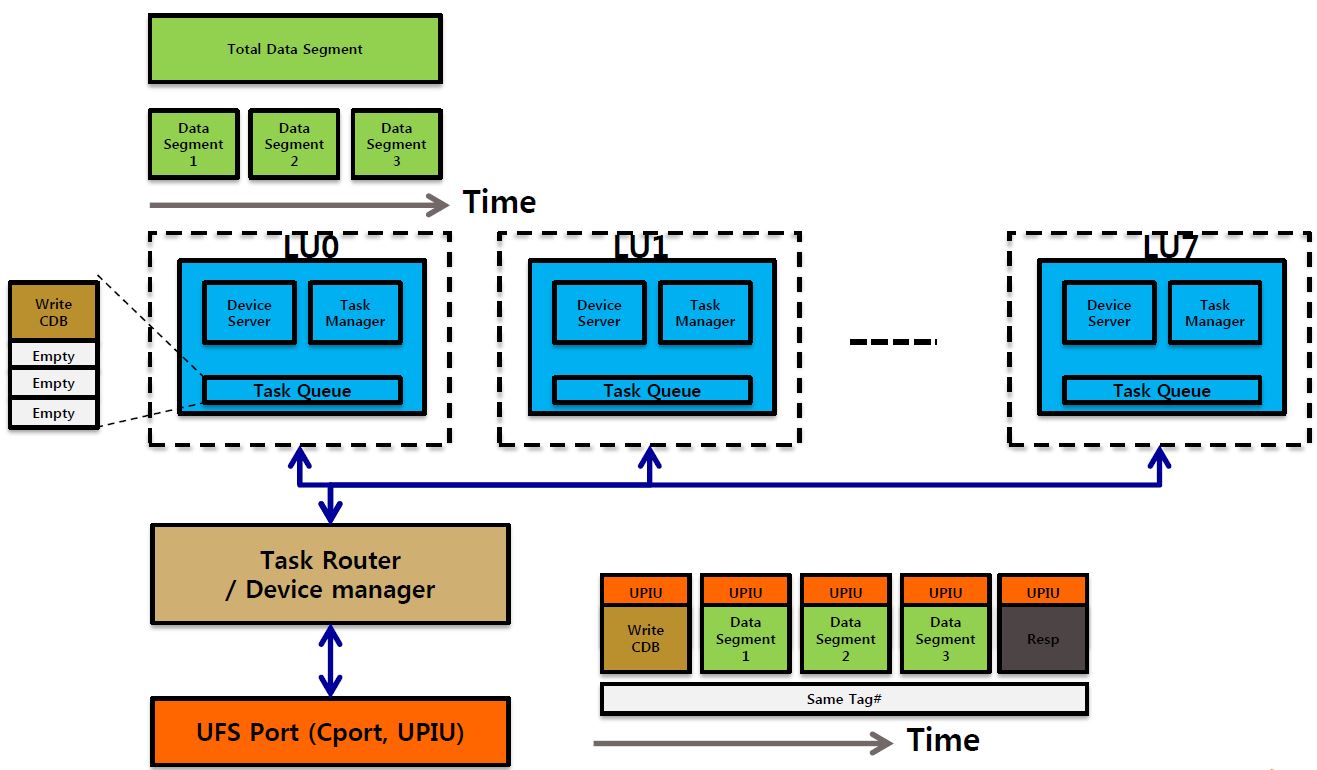 Total Data Segment
Data
Segment
1
Data
Segment
2
Data
Segment
3
Time
LU0
LU1
LU7
Write
CDB
Empty
Empty
Empty
Device
Server
Task
Manager
Task Queue
Device
Server
Task
Manager
Task Queue
Device
Server
Task
Manager
Task Queue
Task Router
/ Device manager
UFS Port (Cport, UPIU)
UPIU
Write
CDB
UPIU
Data
Segment
1
UPIU
Data
Segment
2
UPIU
Data
Segment
3
UPIU
Resp
Same Tag#
Time